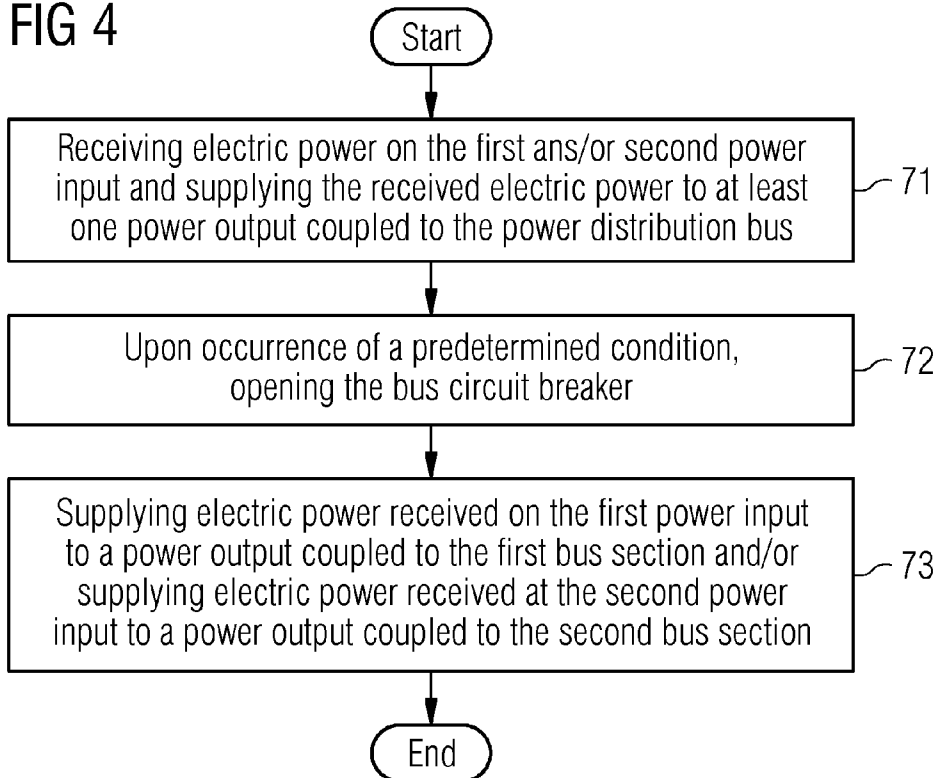 FIG 4
Start
Receiving electric power on the first ans/or second power
input and supplying the received electric power to at least
one power output coupled to the power distribution bus
71
Upon occurrence of a predetermined condition,
opening the bus circuit breaker
72
Supplying electric power received on the first power input
to a power output coupled to the first bus section and/or
supplying electric power received at the second power
input to a power output coupled to the second bus section
73
End